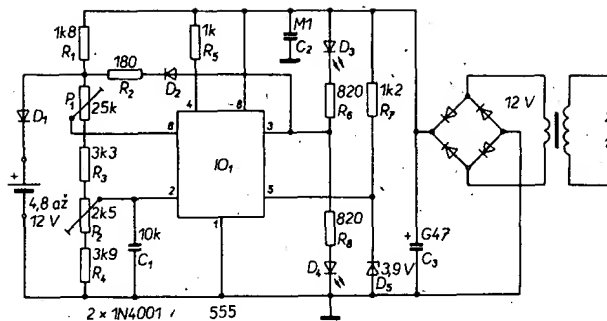 1k8
R1
1k
R5
M1
C2
D3
180
R2
D2
820
R6
1k2
R7
12 V
D1
P1
25k
4
8
6
3
IO1
3k3
R3
2
5
+
4,8 až
12 V
2k5
P2
10k
C1
1
820
R8
G47
+
C3
3k9
R4
D4
3,9 V
D5
2 x 1N4001
555